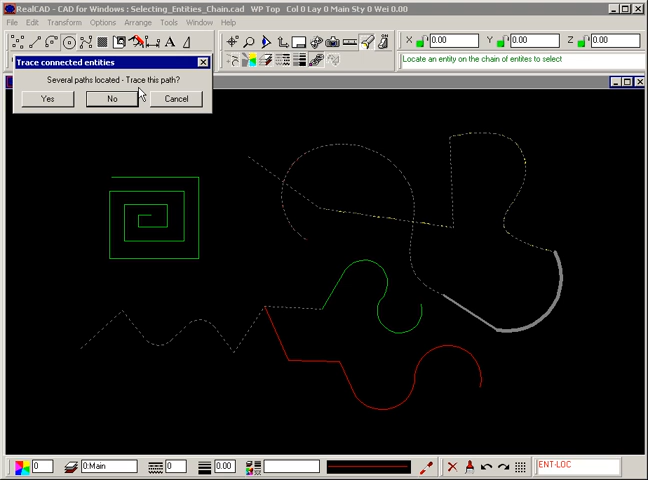 RealCAD - CAD for Windows : Selecting_Entities_Chain.cad WP Top Col 0 Lay 0 Main Sty 0 Wei 0.00
File Edit Transform Options Arrange Tools Window Help
X 0.00 Y 0.00 Z 0.00
Locate an entity on the chain of entites to select
Trace connected entities
Several paths located - Trace this path?
Yes No Cancel
0 0:Main 0 0.00 ENT-LOC